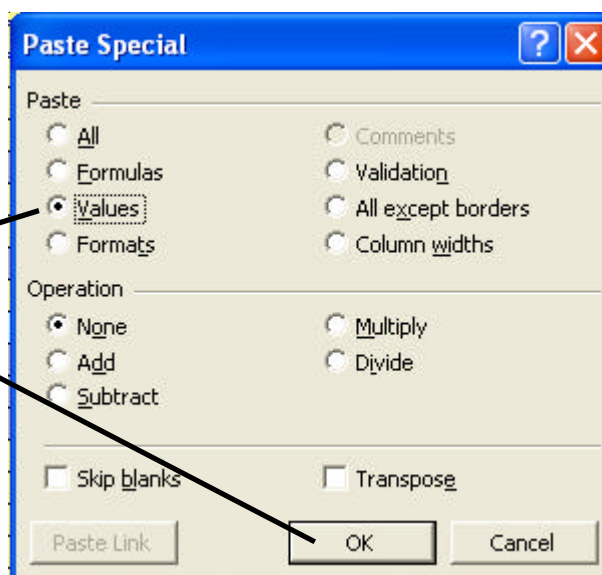 Paste Special
Paste
All
Comments
Formulas
Validation
Values
All except borders
Formats
Column widths
Operation
None
Multiply
Add
Divide
Subtract
Skip blanks
Transpose
Paste Link
OK
Cancel